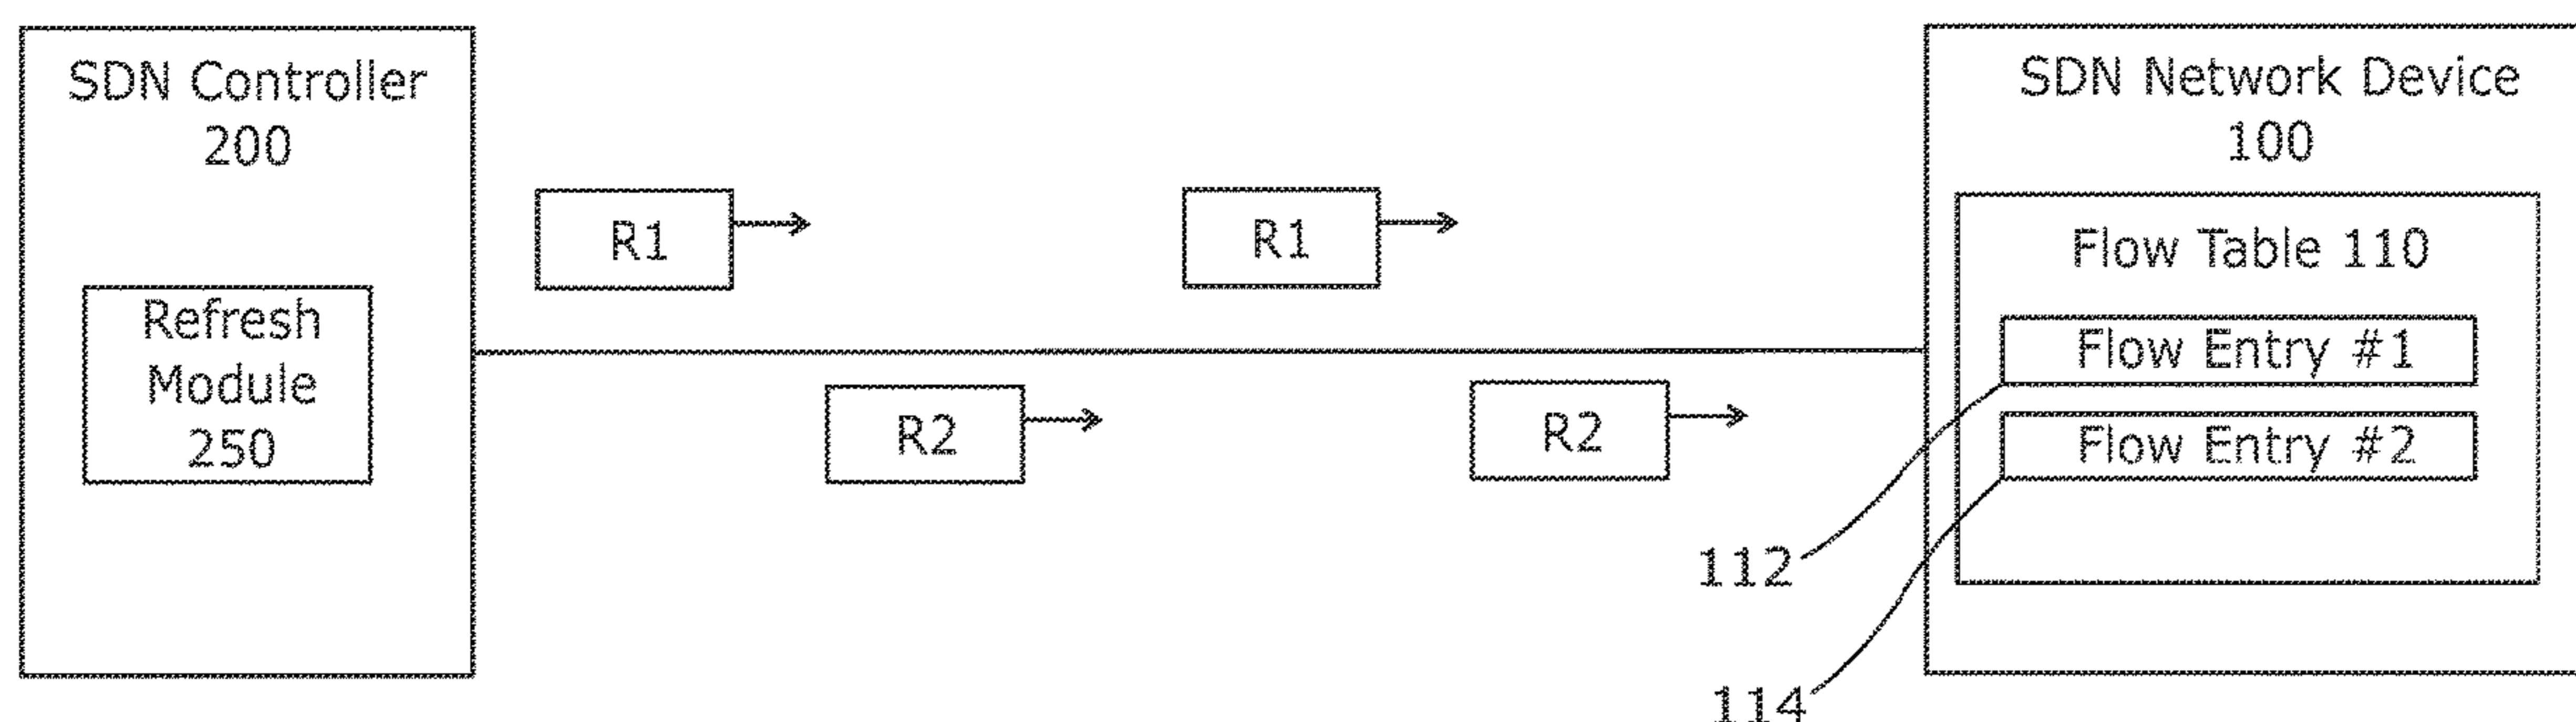 SDN Controller
200
Refresh
Module
250
R1
R1
R2
R2
SDN Network Device
100
Flow Table 110
Flow Entry #1
Flow Entry #2
112
114